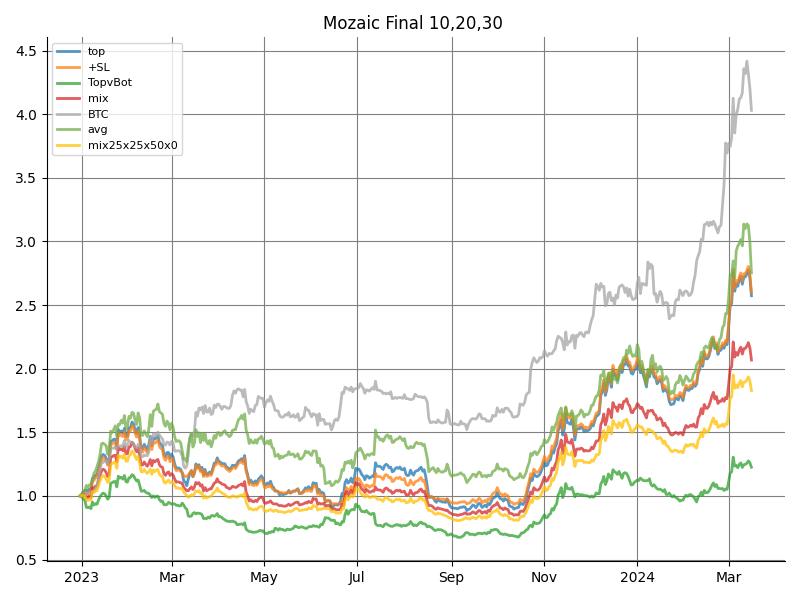 Mozaic Final 10,20,30
top
+SL
TopvBot
mix
BTC
avg
mix25x25x50x0
4.5
4.0
3.5
3.0
2.5
2.0
1.5
1.0
0.5
2023 Mar May Jul Sep Nov 2024 Mar